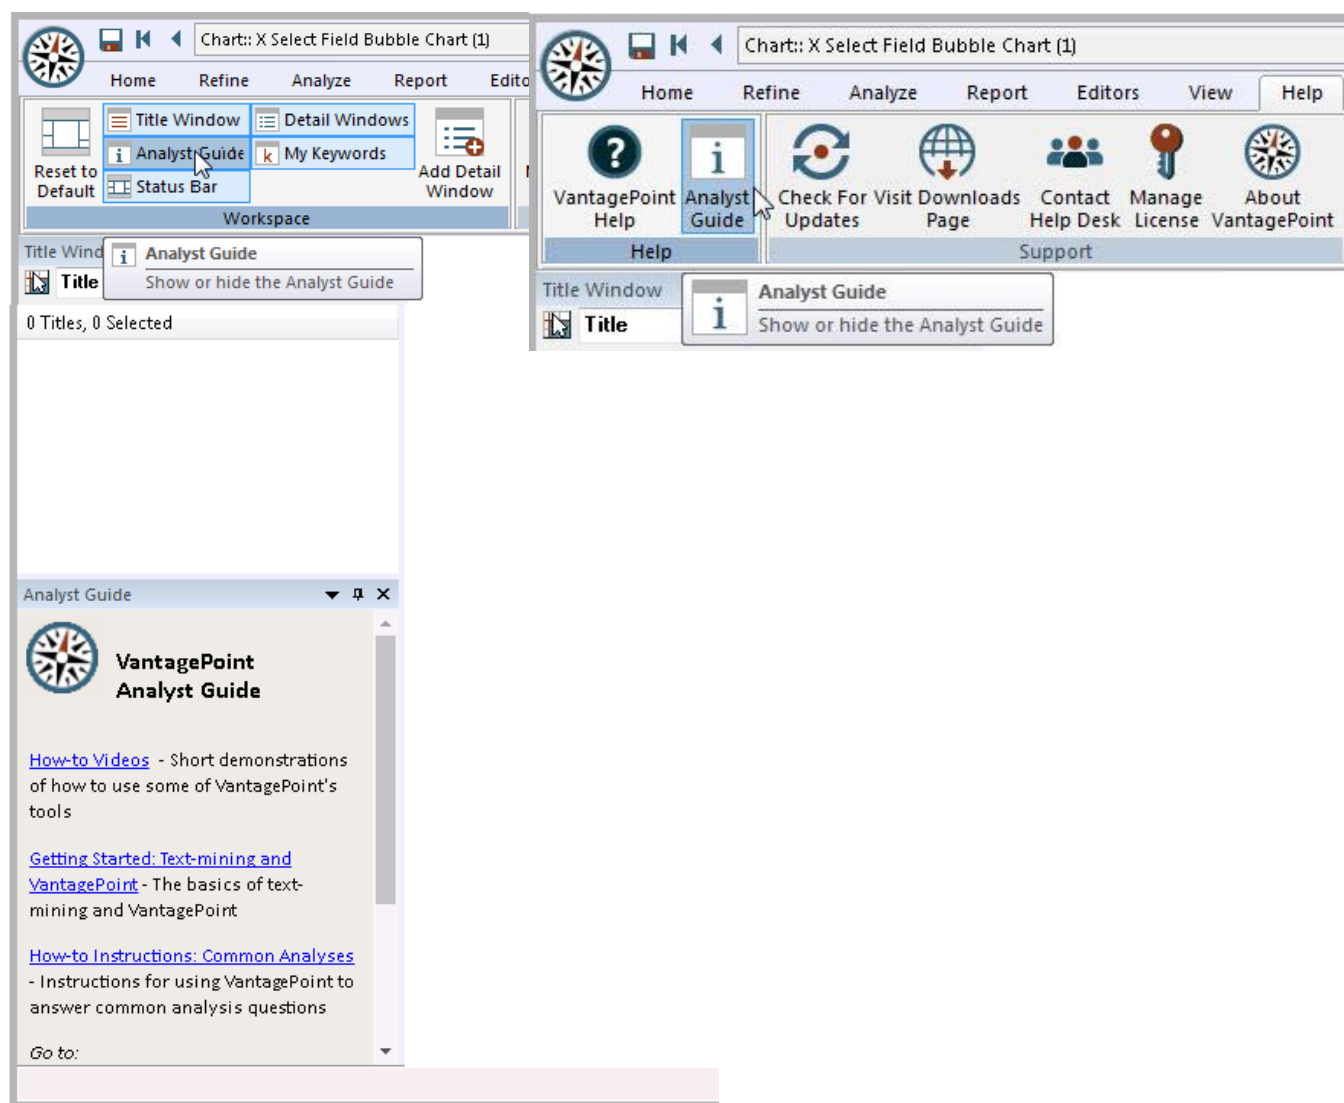 Chart:: X Select Field Bubble Chart (1)
Home Refine Analyze Report
Title Window Detail Windows
Analyst Guide My Keywords
Status Bar
Reset to Default
Add Detail Window
Workspace
Analyst Guide
Show or hide the Analyst Guide
Title
0 Titles, 0 Selected
Analyst Guide
VantagePoint
Analyst Guide
How-to Videos - Short demonstrations
of how to use some of VantagePoint's
tools
Getting Started: Text-mining and
VantagePoint - The basics of text-
mining and VantagePoint
How-to Instructions: Common Analyses
- Instructions for using VantagePoint to
answer common analysis questions
Go to:
Chart:: X Select Field Bubble Chart (1)
Home Refine Analyze Report Editors View Help
VantagePoint Help
Analyst Guide
Check For Updates
Visit Downloads Page
Contact Help Desk
Manage License
About VantagePoint
Help Support
Title Window
Analyst Guide
Title
Show or hide the Analyst Guide